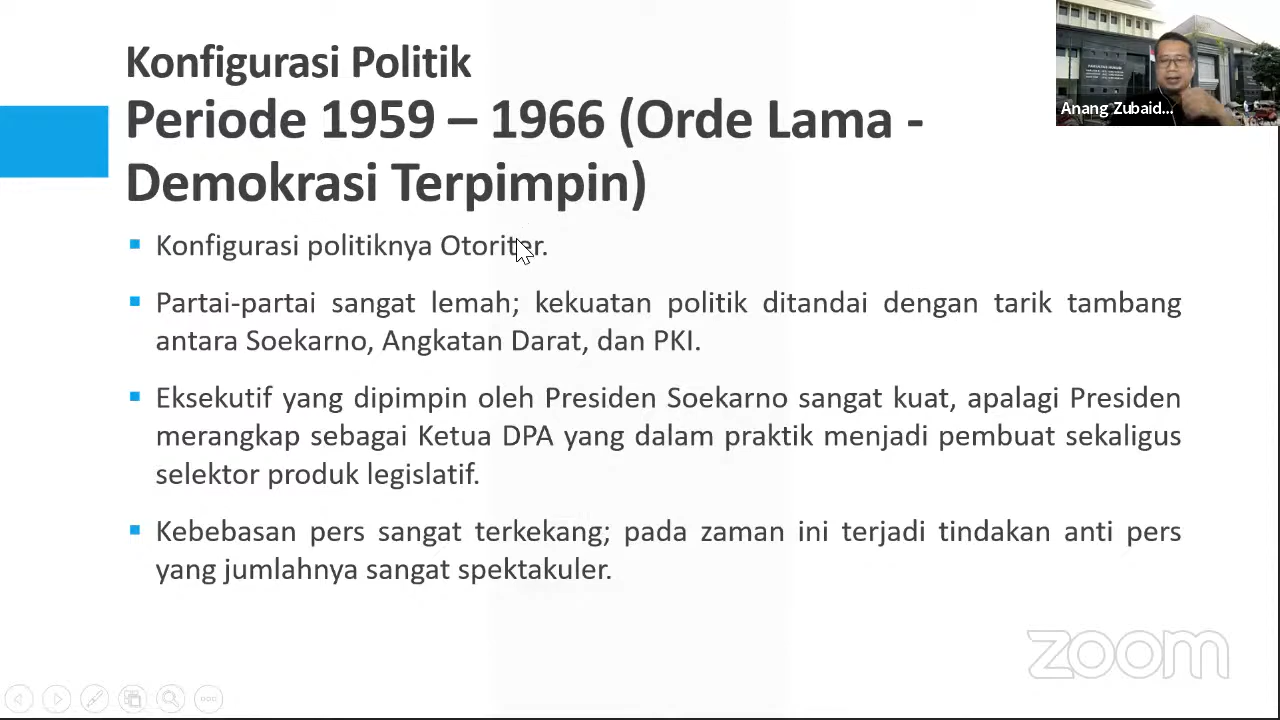 Konfigurasi Politik
Periode 1959 – 1966 (Orde Lama -
Demokrasi Terpimpin)
Anang Zubaid...
▪ Konfigurasi politiknya Otoriter.
▪ Partai-partai sangat lemah; kekuatan politik ditandai dengan tarik tambang
antara Soekarno, Angkatan Darat, dan PKI.
▪ Eksekutif yang dipimpin oleh Presiden Soekarno sangat kuat, apalagi Presiden
merangkap sebagai Ketua DPA yang dalam praktik menjadi pembuat sekaligus
selektor produk legislatif.
▪ Kebebasan pers sangat terkekang; pada zaman ini terjadi tindakan anti pers
yang jumlahnya sangat spektakuler.
zoom